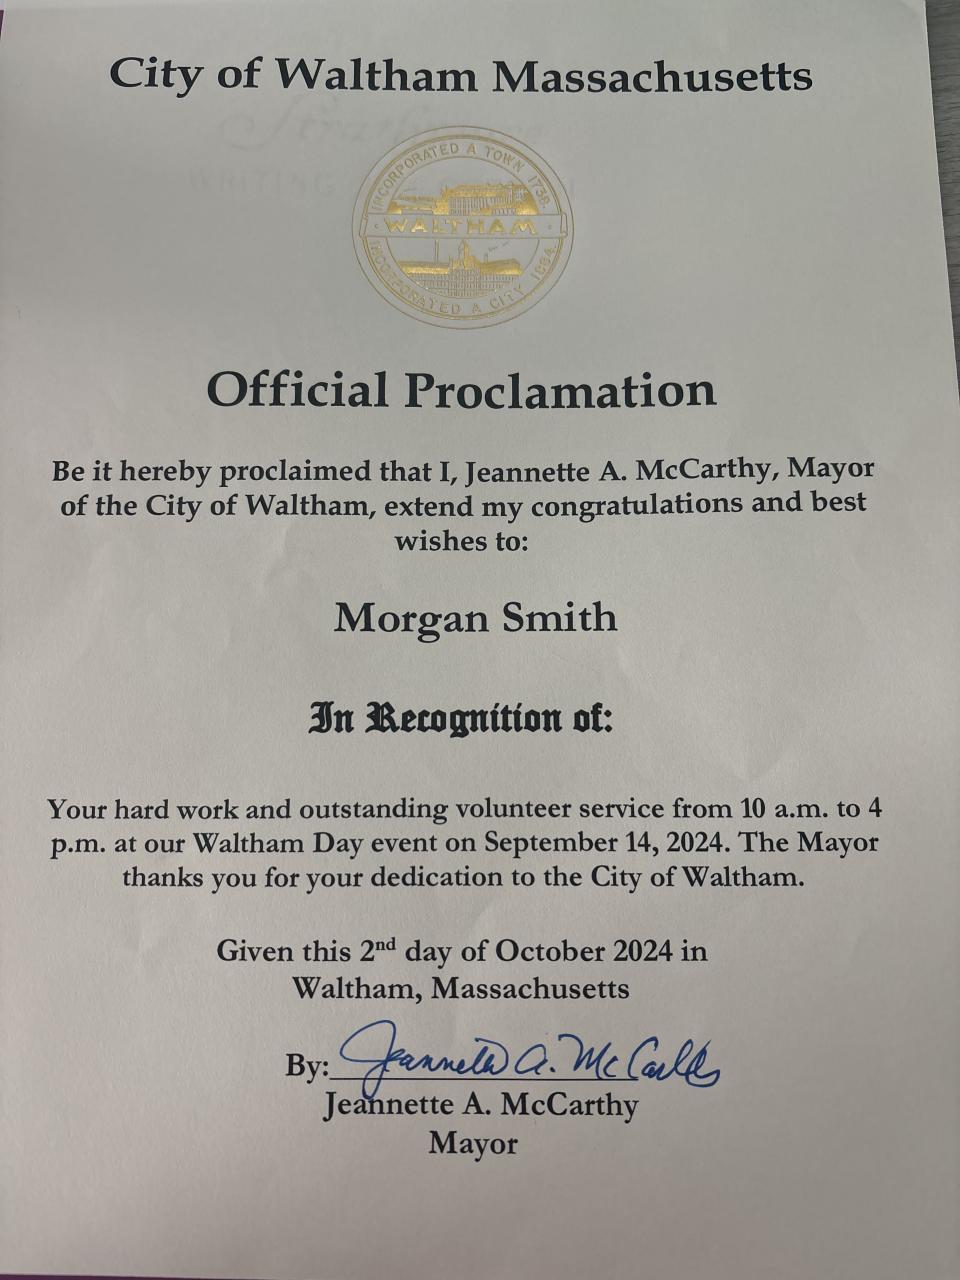 City of Waltham Massachusetts
INCORPORATED A TOWN 1738.
WALTHAM
INCORPORATED A CITY 1884.
Official Proclamation
Be it hereby proclaimed that I, Jeannette A. McCarthy, Mayor
of the City of Waltham, extend my congratulations and best
wishes to:
Morgan Smith
In Recognition of:
Your hard work and outstanding volunteer service from 10 a.m. to 4
p.m. at our Waltham Day event on September 14, 2024. The Mayor
thanks you for your dedication to the City of Waltham.
Given this 2nd day of October 2024 in
Waltham, Massachusetts
By: Jeannette A. McCarthy
Jeannette A. McCarthy
Mayor